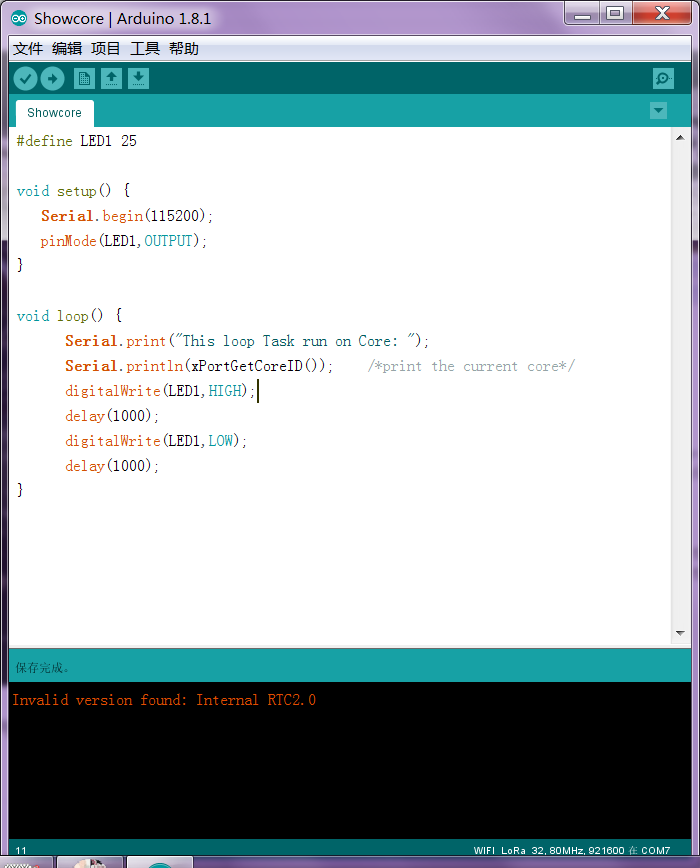 Showcore | Arduino 1.8.1
文件 编辑 项目 工具 帮助
Showcore
#define LED1 25
void setup() {
Serial.begin(115200);
pinMode(LED1,OUTPUT);
}
void loop() {
Serial.print("This loop Task run on Core: ");
Serial.println(xPortGetCoreID()); /*print the current core*/
digitalWrite(LED1,HIGH);
delay(1000);
digitalWrite(LED1,LOW);
delay(1000);
}
保存完成。
Invalid version found: Internal RTC2.0
11 WIFI_LoRa_32, 80MHz, 921600 在 COM7